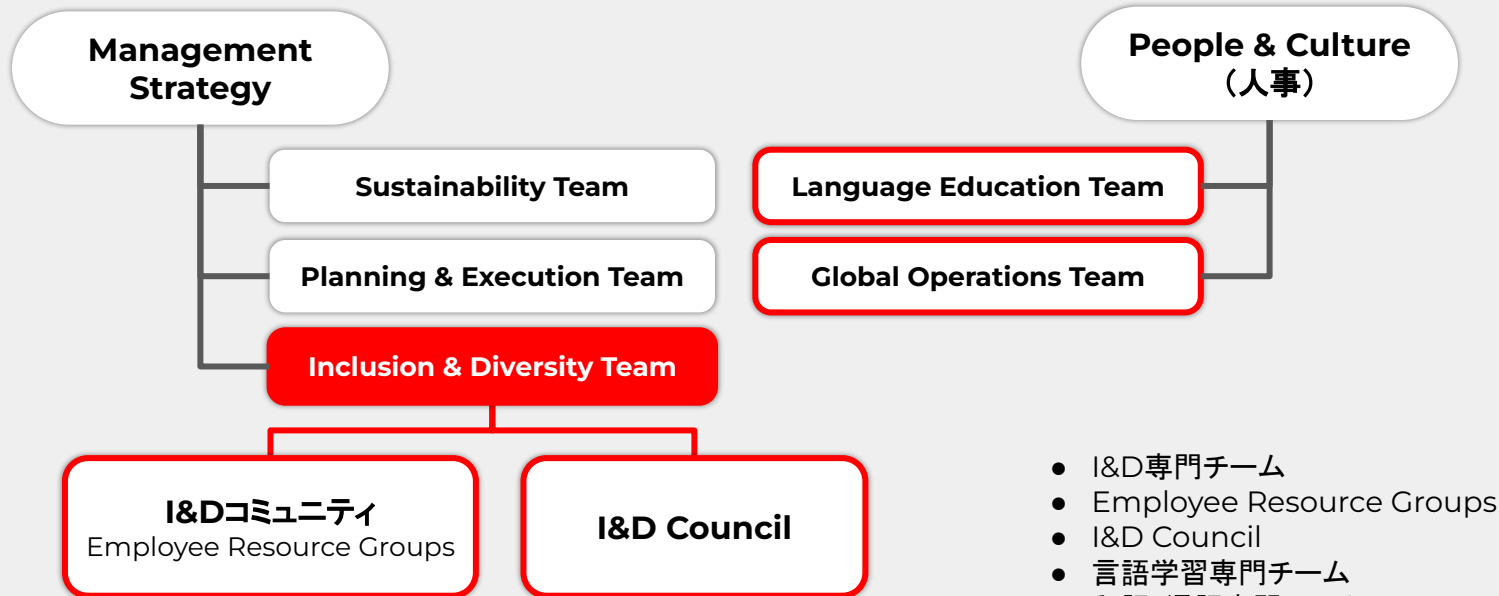 Management
Strategy
People & Culture
（人事）
Sustainability Team
Language Education Team
Planning & Execution Team
Global Operations Team
Inclusion & Diversity Team
I&Dコミュニティ
Employee Resource Groups
I&D Council
● I&D専門チーム
● Employee Resource Groups
● I&D Council
● 言語学習専門チーム